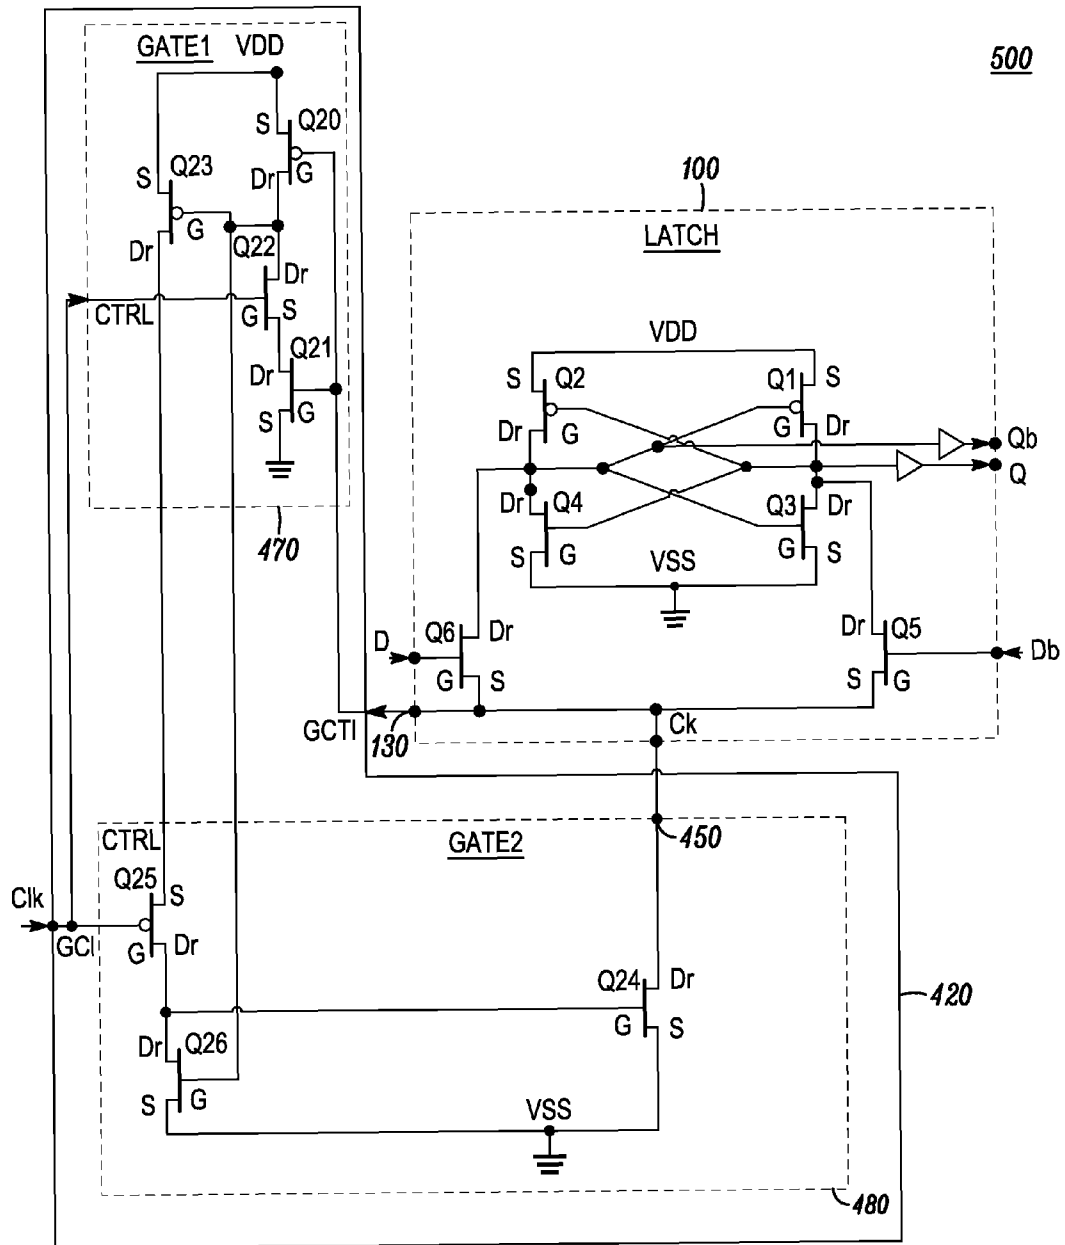 500
GATE1 VDD
S Q20
G
Dr
S Q23
G
Dr
Q22
Dr
S
G
CTRL
Q21
Dr
G
S
470
100
LATCH
VDD
S Q2
Dr G
Q1 S
G Dr
Qb
Q
Dr Q4
S G
Q3 Dr
G S
VSS
D
Q6 Dr
G S
Dr Q5
S G
Db
GCTl 130
Ck
CTRL
GATE2
450
Q25
S
Clk
GCl
G Dr
Q24 Dr
G S
420
Dr Q26
S G
VSS
480